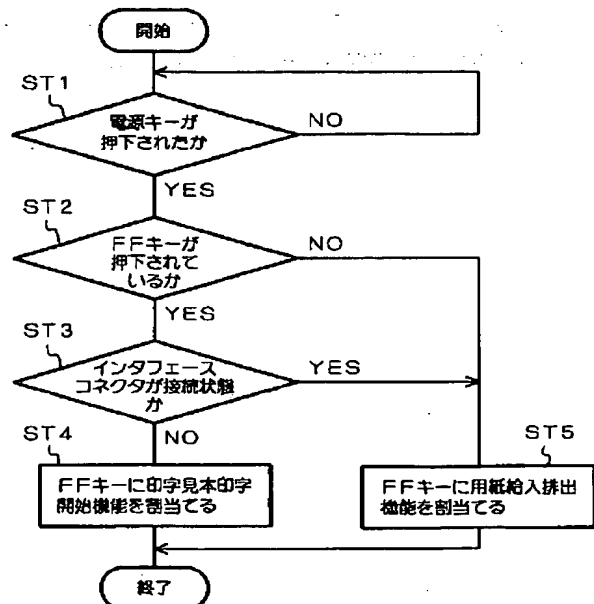 開始
ST1
電源キーが
押下されたか
NO
YES
ST2
FFキーが
押下されて
いるか
NO
YES
ST3
インタフェース
コネクタが接続状態
か
YES
NO
ST4
FFキーに印字見本印字
開始機能を割当てる
ST5
FFキーに用紙給入排出
機能を割当てる
終了